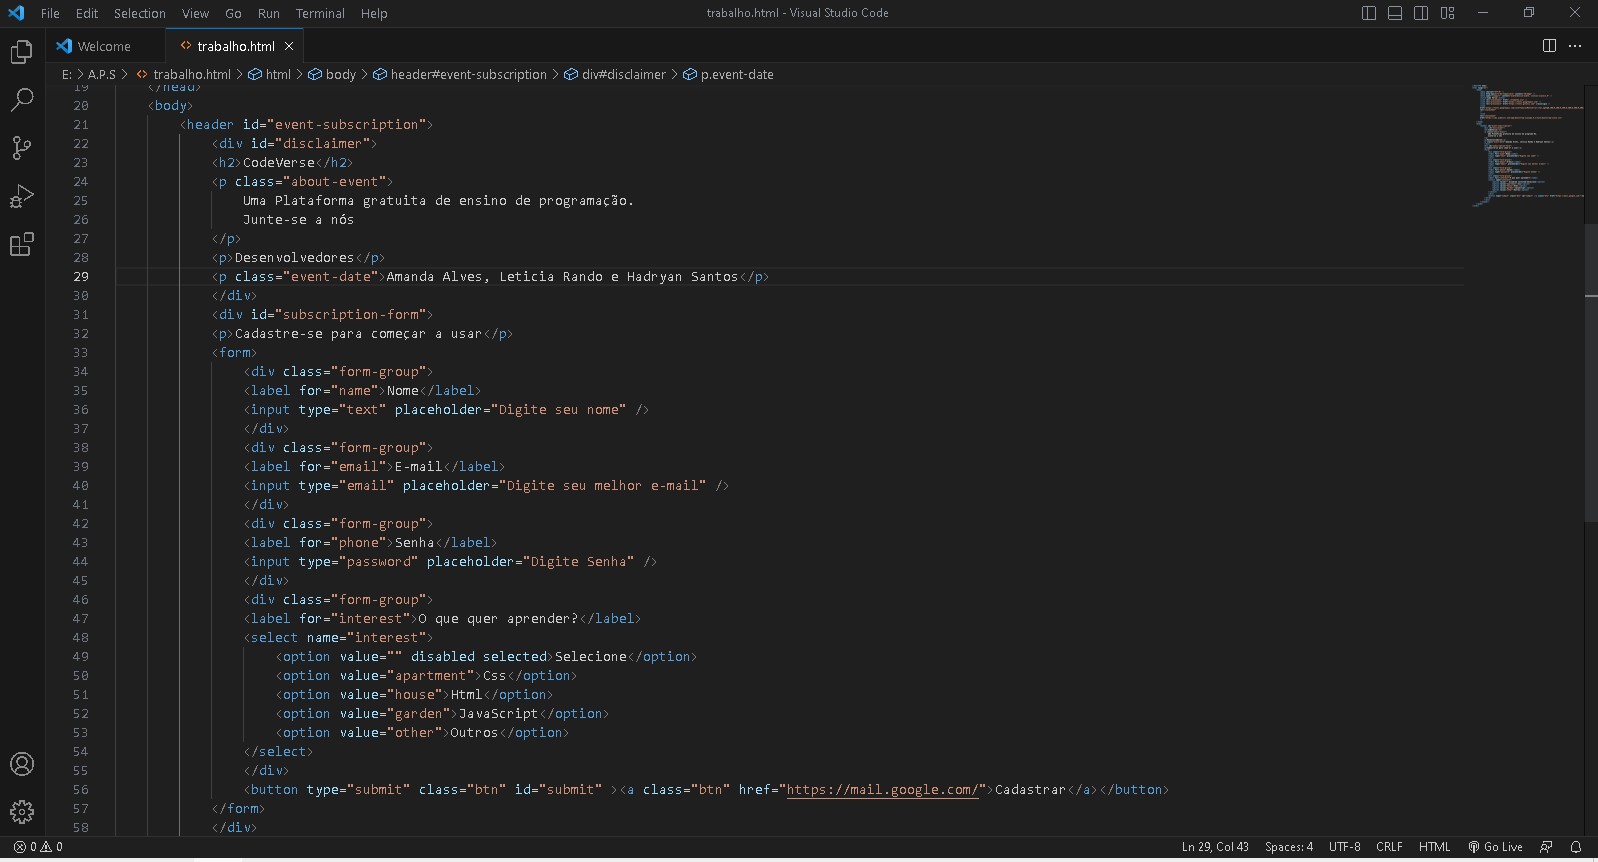 File Edit Selection View Go Run Terminal Help trabalho.html - Visual Studio Code
Welcome trabalho.html
E: > A.P.S > trabalho.html > html > body > header#event-subscription > div#disclaimer > p.event-date
19 </head>
20 <body>
21 <header id="event-subscription">
22 <div id="disclaimer">
23 <h2>CodeVerse</h2>
24 <p class="about-event">
25 Uma Plataforma gratuita de ensino de programação.
26 Junte-se a nós
27 </p>
28 <p>Desenvolvedores</p>
29 <p class="event-date">Amanda Alves, Leticia Rando e Hadryan Santos</p>
30 </div>
31 <div id="subscription-form">
32 <p>Cadastre-se para começar a usar</p>
33 <form>
34 <div class="form-group">
35 <label for="name">Nome</label>
36 <input type="text" placeholder="Digite seu nome" />
37 </div>
38 <div class="form-group">
39 <label for="email">E-mail</label>
40 <input type="email" placeholder="Digite seu melhor e-mail" />
41 </div>
42 <div class="form-group">
43 <label for="phone">Senha</label>
44 <input type="password" placeholder="Digite Senha" />
45 </div>
46 <div class="form-group">
47 <label for="interest">O que quer aprender?</label>
48 <select name="interest">
49 <option value="" disabled selected>Selecione</option>
50 <option value="apartment">Css</option>
51 <option value="house">Html</option>
52 <option value="garden">JavaScript</option>
53 <option value="other">Outros</option>
54 </select>
55 </div>
56 <button type="submit" class="btn" id="submit" ><a class="btn" href="https://mail.google.com/">Cadastrar</a></button>
57 </form>
58 </div>
0 0 Ln 29, Col 43 Spaces: 4 UTF-8 CRLF HTML Go Live